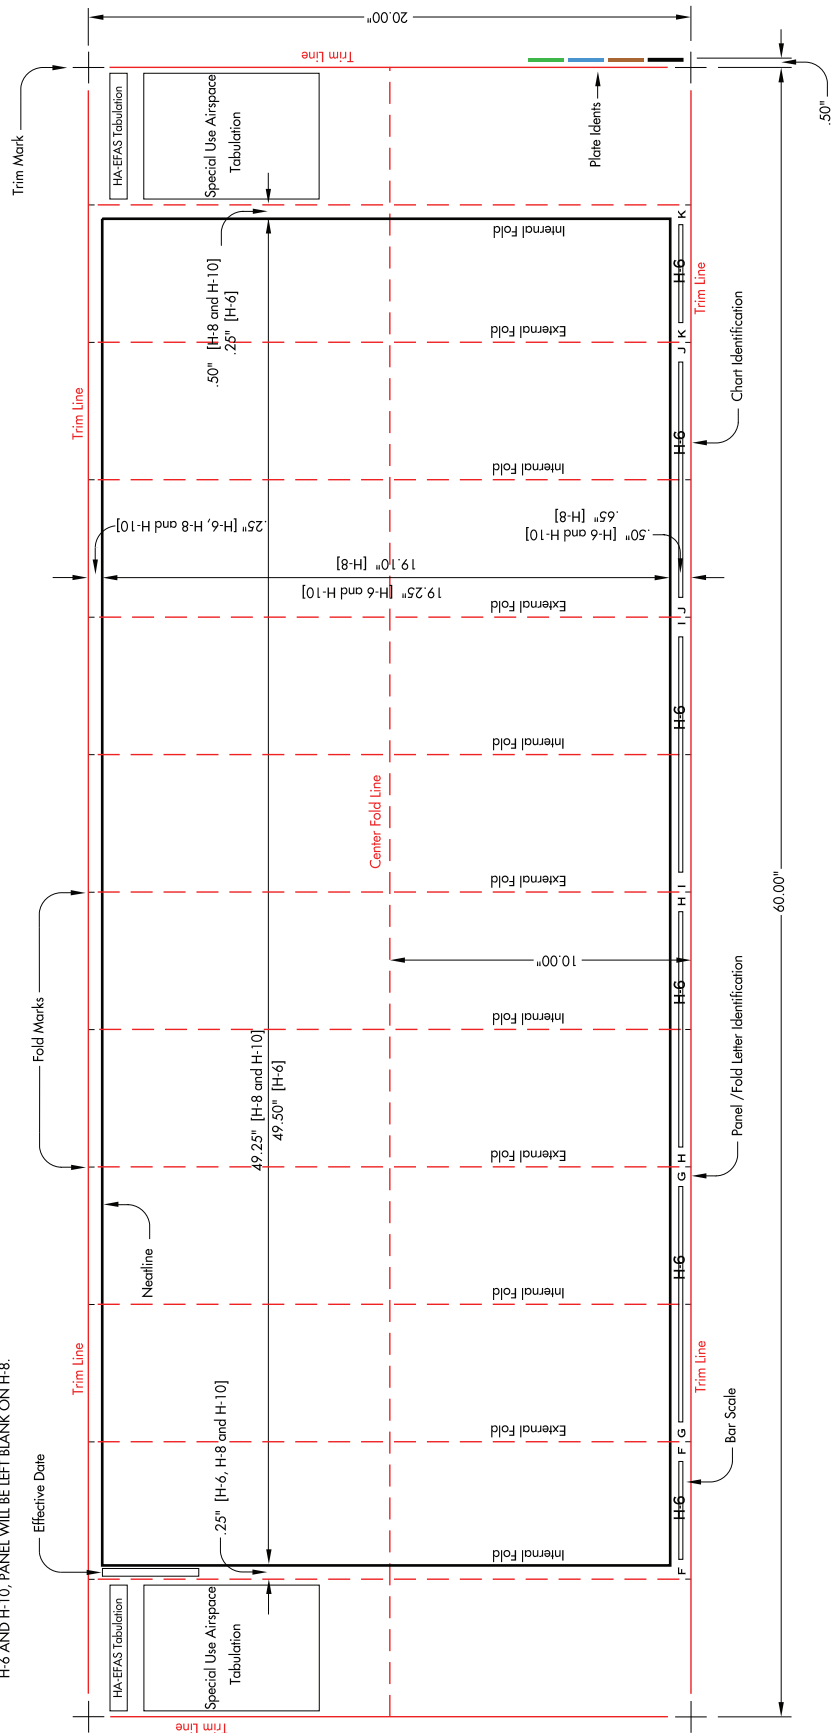 H-6 AND H-10, PANEL WILL BE LEFT BLANK ON H-8.
Effective Date
Fold Marks
Trim Mark
Neatline
Trim Line
Trim Line
20.00"
Trim Line
Trim Line
HA-EFAS Tabulation
Special Use Airspace
Tabulation
HA-EFAS Tabulation
Special Use Airspace
Tabulation
.25" [H-6, H-8 and H-10]
.25" [H-6, H-8 and H-10]
.50" [H-8 and H-10]
.25" [H-6]
49.25" [H-8 and H-10]
49.50" [H-6]
19.10" [H-8]
19.25" [H-6 and H-10]
Center Fold Line
10.00"
.65" [H-8]
.50" [H-6 and H-10]
Internal Fold
External Fold
Internal Fold
External Fold
Internal Fold
External Fold
Internal Fold
External Fold
Internal Fold
External Fold
Internal Fold
Plate Idents
F H-6 F
G H-6 G
H H-6 H
I H-6 I
J H-6 J
K H-6 K
Trim Line
Trim Line
Bar Scale
Panel /Fold Letter Identification
Chart Identification
60.00"
.50"